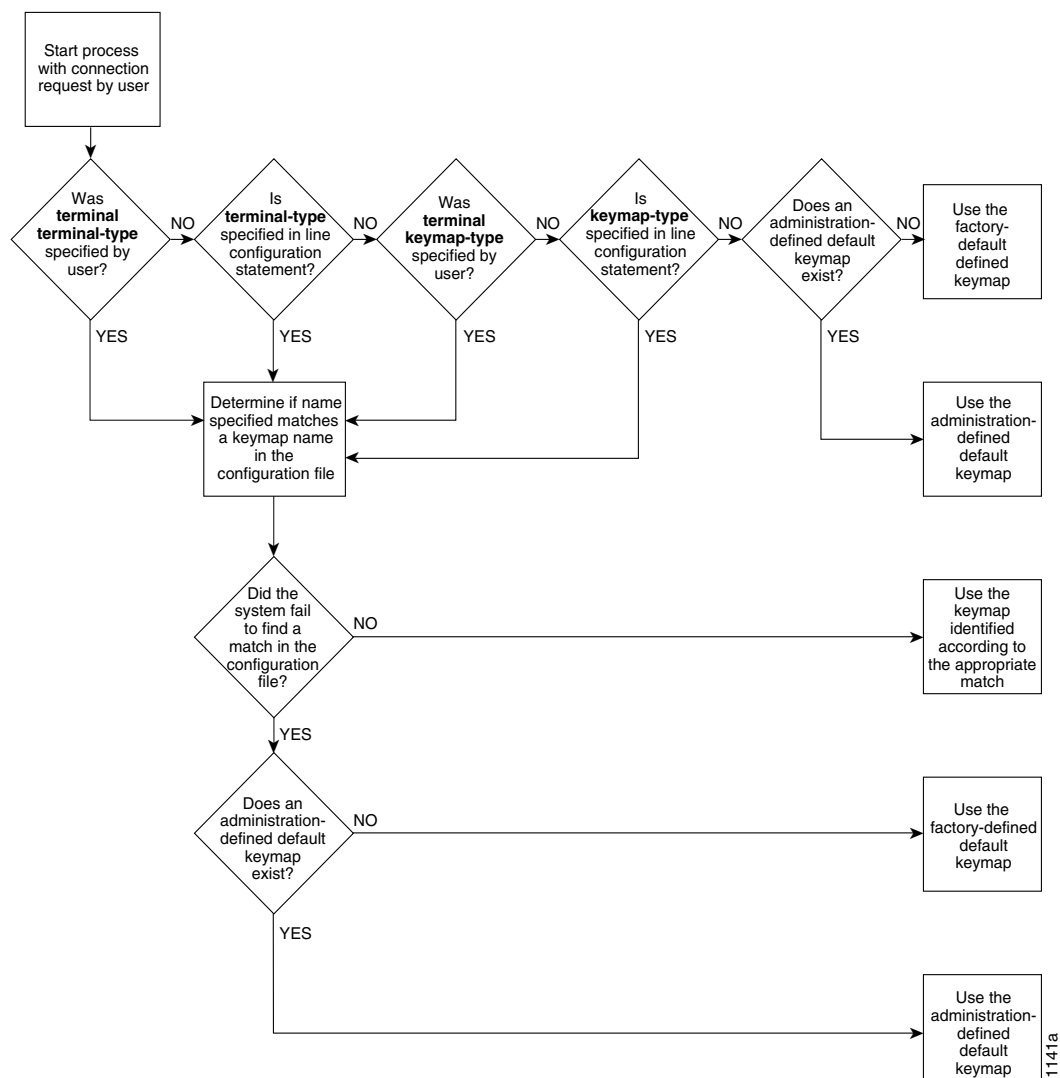 Start process
with connection
request by user
Was
terminal
terminal-type
specified by
user?
NO
YES
Is
terminal-type
specified in line
configuration
statement?
NO
YES
Was
terminal
keymap-type
specified by
user?
NO
YES
Is
keymap-type
specified in line
configuration
statement?
NO
YES
Does an
administration-
defined default
keymap
exist?
NO
YES
Use the
factory-
default
defined
keymap
Determine if name
specified matches
a keymap name
in the
configuration file
Use the
administration-
defined
default
keymap
Did the
system fail
to find a
match in the
configuration
file?
NO
YES
Use the
keymap
identified
according to
the appropriate
match
Does an
administration-
defined default
keymap
exist?
NO
YES
Use the
factory-defined
default
keymap
Use the
administration-
defined
default
keymap
1141a